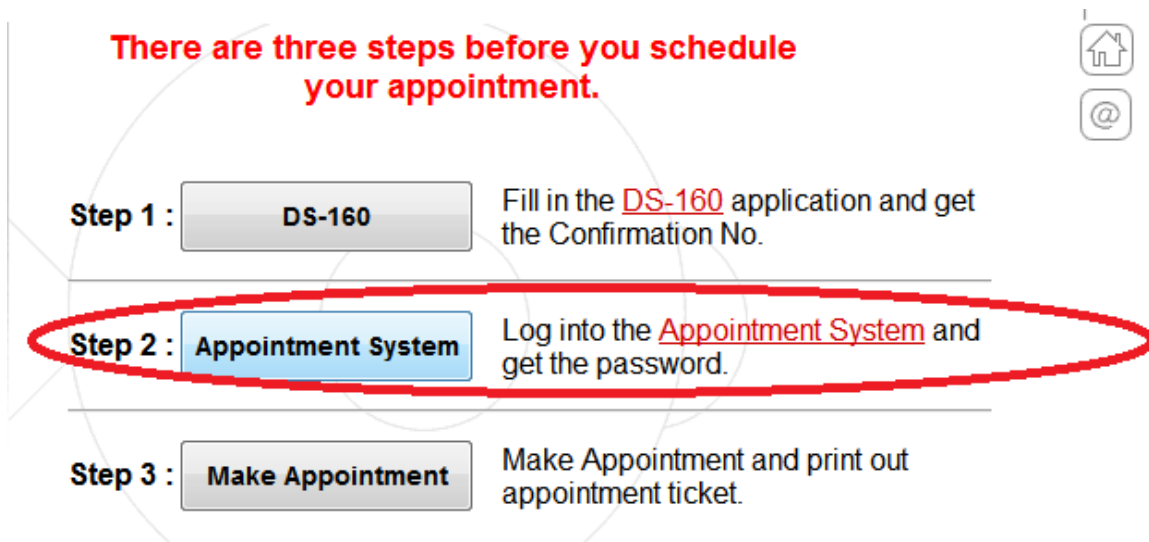 There are three steps before you schedule
your appointment.
@
Step 1 : DS-160 Fill in the DS-160 application and get
the Confirmation No.
Step 2 : Appointment System Log into the Appointment System and
get the password.
Step 3 : Make Appointment Make Appointment and print out
appointment ticket.